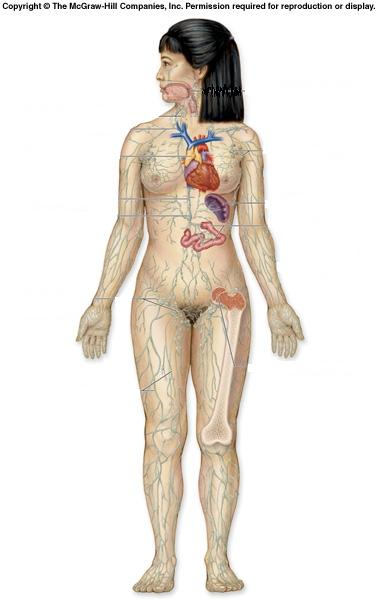 Copyright © The McGraw-Hill Companies, Inc. Permission required for reproduction or display.